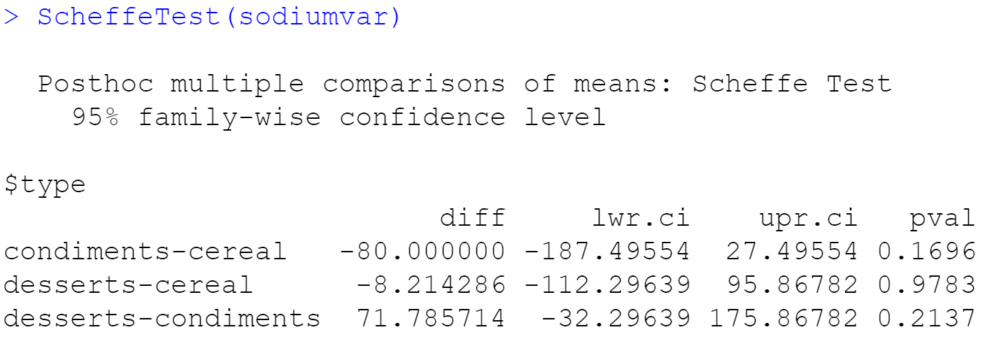 > ScheffeTest(sodiumvar)
Posthoc multiple comparisons of means: Scheffe Test
95% family-wise confidence level
$type
diff lwr.ci upr.ci pval
condiments-cereal -80.000000 -187.49554 27.49554 0.1696
desserts-cereal -8.214286 -112.29639 95.86782 0.9783
desserts-condiments 71.785714 -32.29639 175.86782 0.2137